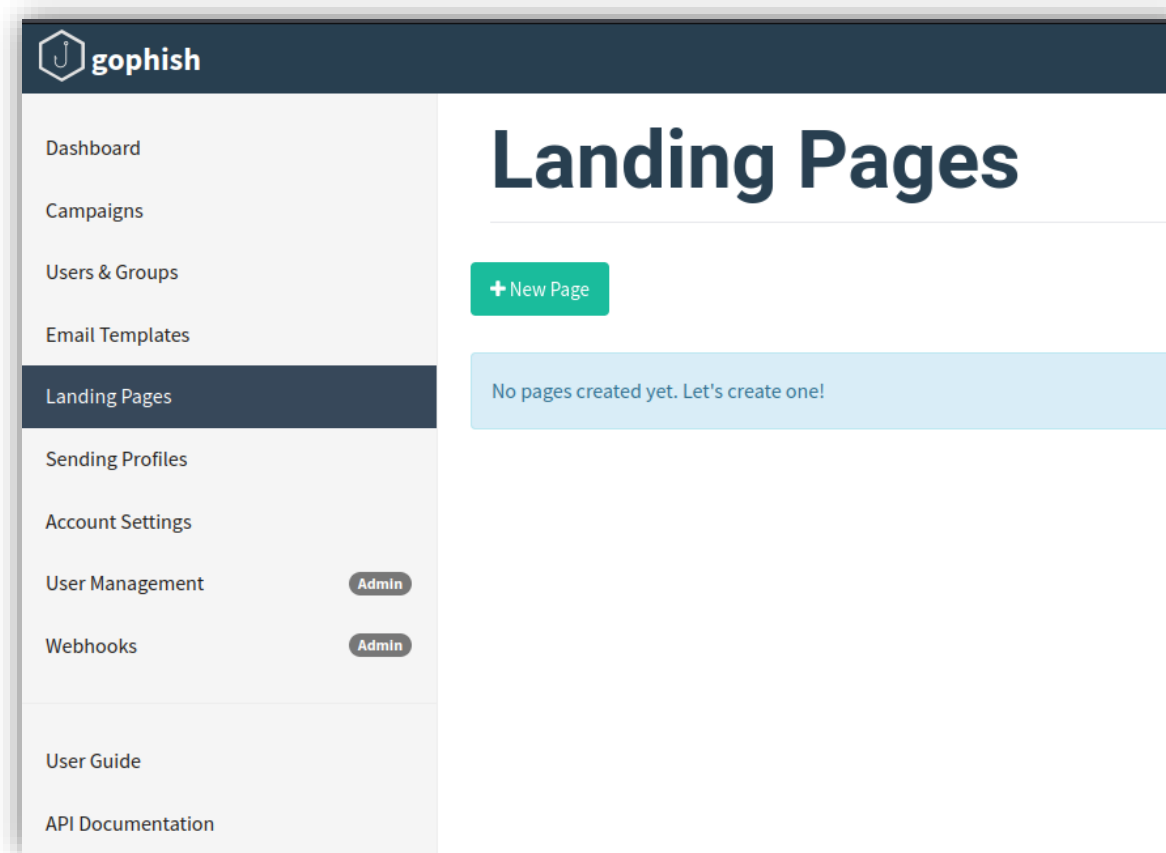 gophish
Dashboard
Campaigns
Users & Groups
Email Templates
Landing Pages
Sending Profiles
Account Settings
User Management Admin
Webhooks Admin
User Guide
API Documentation
Landing Pages
New Page
No pages created yet. Let's create one!